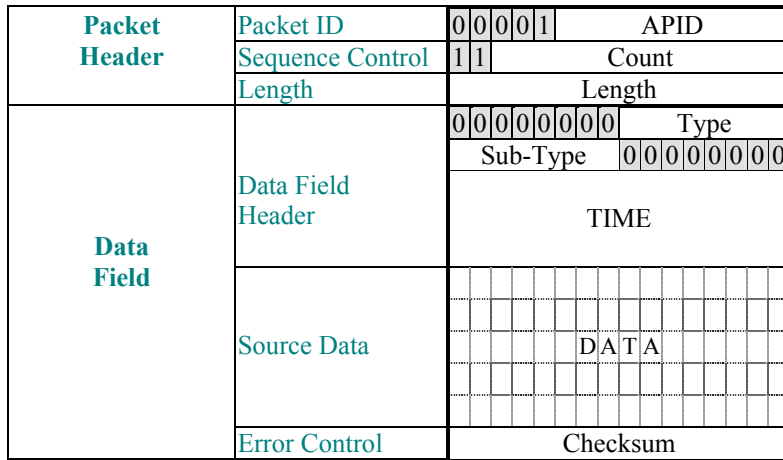 Packet Header
Packet ID
0 0 0 0 1 APID
Sequence Control
1 1 Count
Length
Length
Data Field
Data Field Header
0 0 0 0 0 0 0 0 Type
Sub-Type 0 0 0 0 0 0 0 0
TIME
Source Data
D A T A
Error Control
Checksum